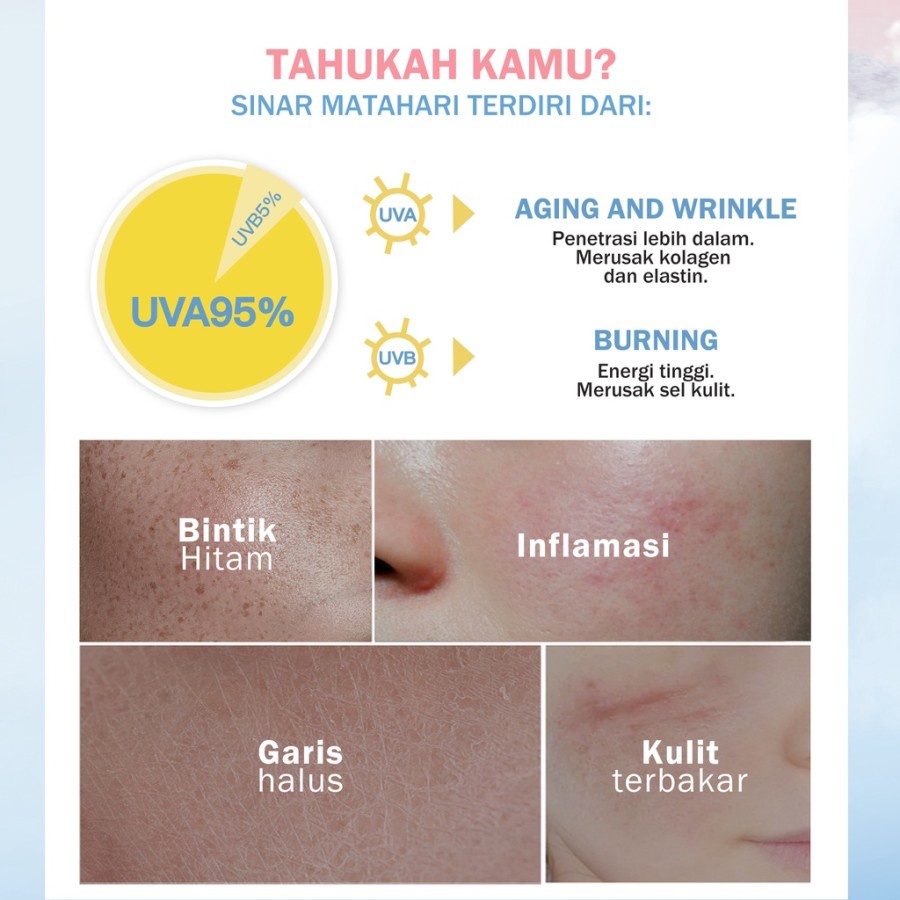 TAHUKAH KAMU?
SINAR MATAHARI TERDIRI DARI:
UVB5%
UVA95%
UVA
AGING AND WRINKLE
Penetrasi lebih dalam.
Merusak kolagen
dan elastin.
UVB
BURNING
Energi tinggi.
Merusak sel kulit.
Bintik
Hitam
Inflamasi
Garis
halus
Kulit
terbakar